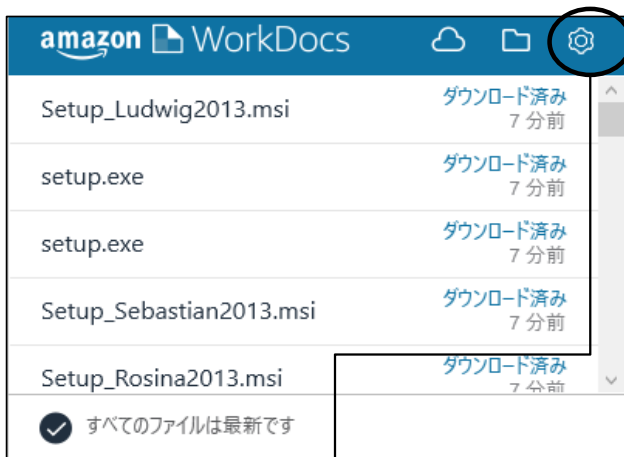 amazon WorkDocs
Setup_Ludwig2013.msi ダウンロード済み
7 分前
setup.exe ダウンロード済み
7 分前
setup.exe ダウンロード済み
7 分前
Setup_Sebastian2013.msi ダウンロード済み
7 分前
Setup_Rosina2013.msi ダウンロード済み
7 分前
すべてのファイルは最新です